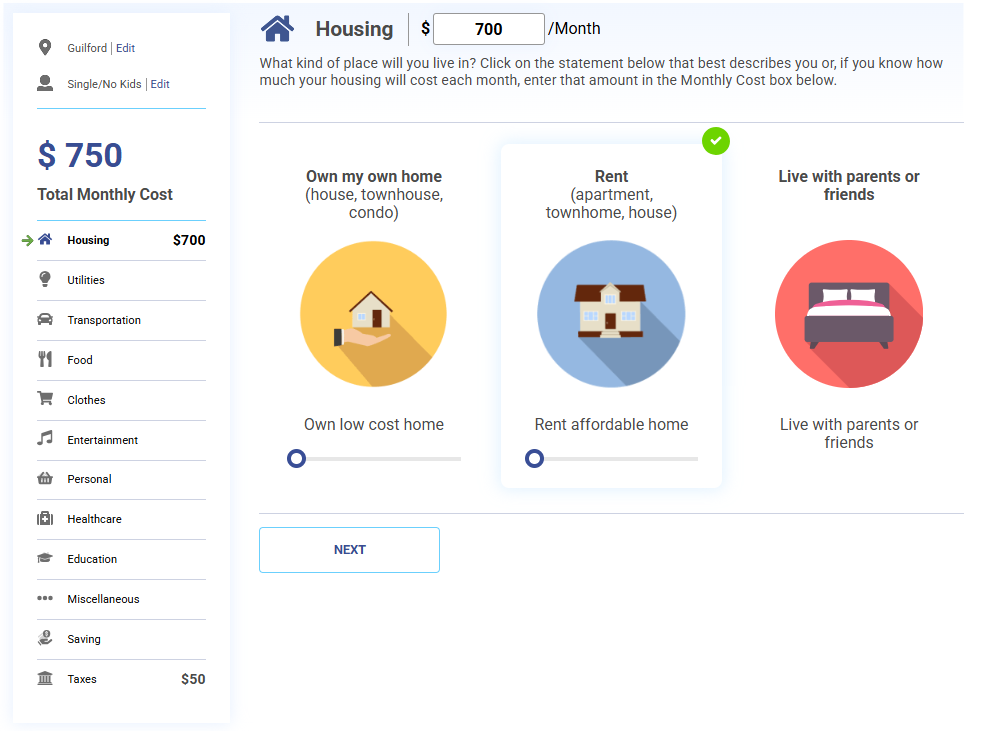 Guilford | Edit
Single/No Kids | Edit
$ 750
Total Monthly Cost
Housing $700
Utilities
Transportation
Food
Clothes
Entertainment
Personal
Healthcare
Education
Miscellaneous
Saving
Taxes $50
Housing $ 700 /Month
What kind of place will you live in? Click on the statement below that best describes you or, if you know how
much your housing will cost each month, enter that amount in the Monthly Cost box below.
Own my own home
(house, townhouse,
condo)
Own low cost home
Rent
(apartment,
townhome, house)
Rent affordable home
Live with parents or
friends
Live with parents or
friends
NEXT